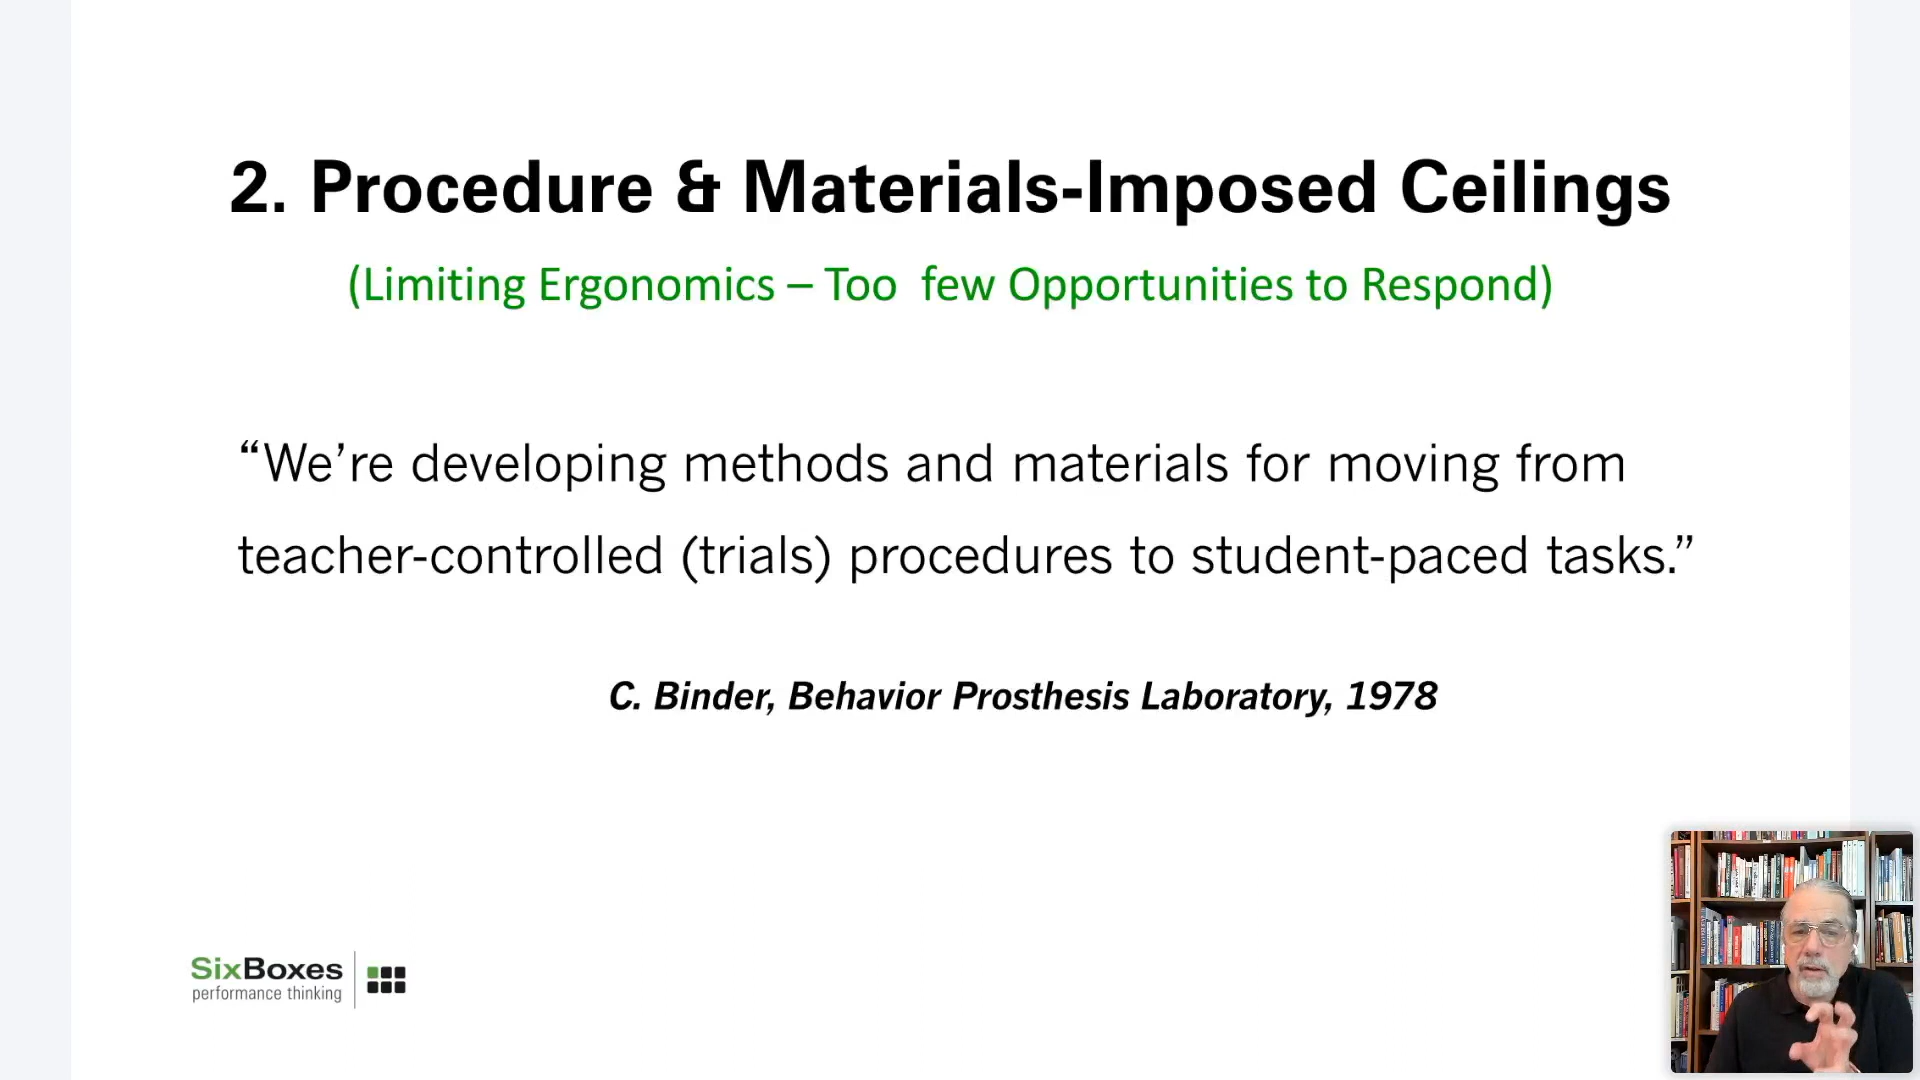 2. Procedure & Materials-Imposed Ceilings
(Limiting Ergonomics – Too few Opportunities to Respond)
“We’re developing methods and materials for moving from
teacher-controlled (trials) procedures to student-paced tasks.”
C. Binder, Behavior Prosthesis Laboratory, 1978
SixBoxes
performance thinking